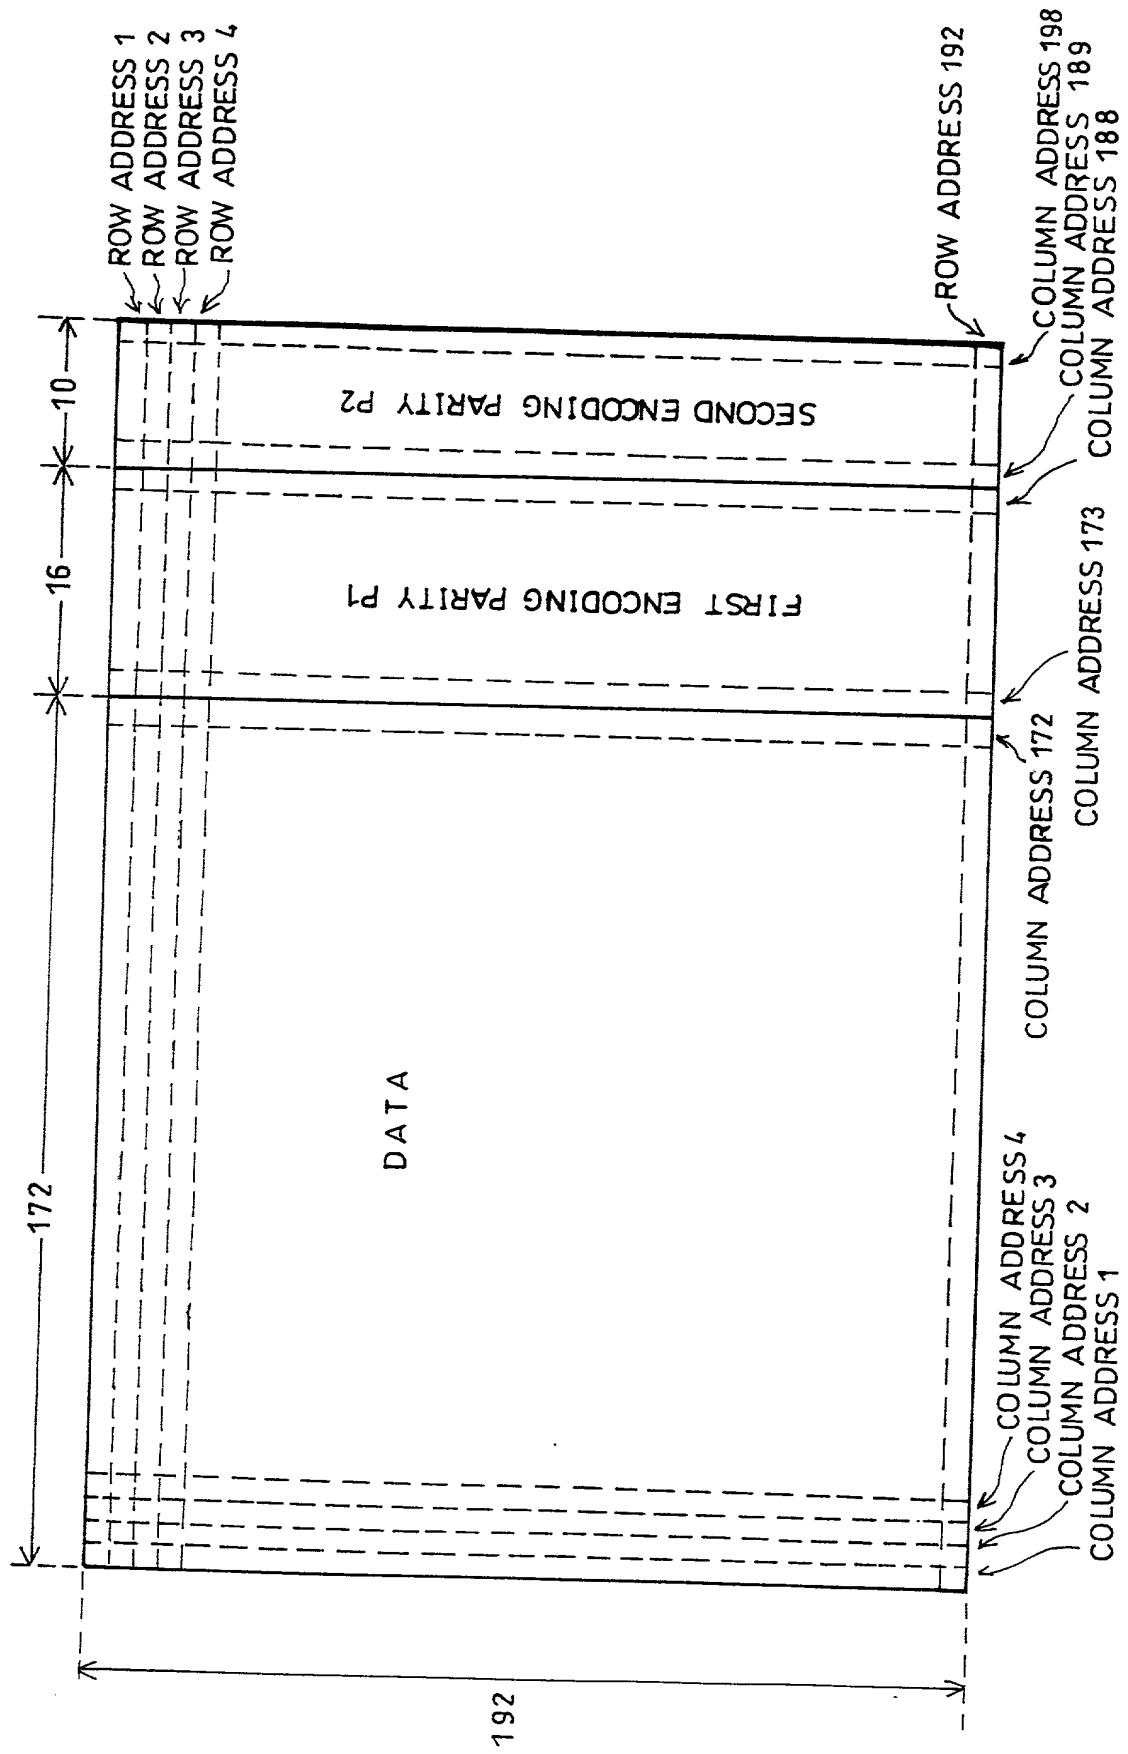 172
16
10
ROW ADDRESS 1
ROW ADDRESS 2
ROW ADDRESS 3
ROW ADDRESS 4
192
DATA
FIRST ENCODING PARITY P1
SECOND ENCODING PARITY P2
ROW ADDRESS 192
COLUMN ADDRESS 198
COLUMN ADDRESS 189
COLUMN ADDRESS 188
COLUMN ADDRESS 173
COLUMN ADDRESS 172
COLUMN ADDRESS 4
COLUMN ADDRESS 3
COLUMN ADDRESS 2
COLUMN ADDRESS 1